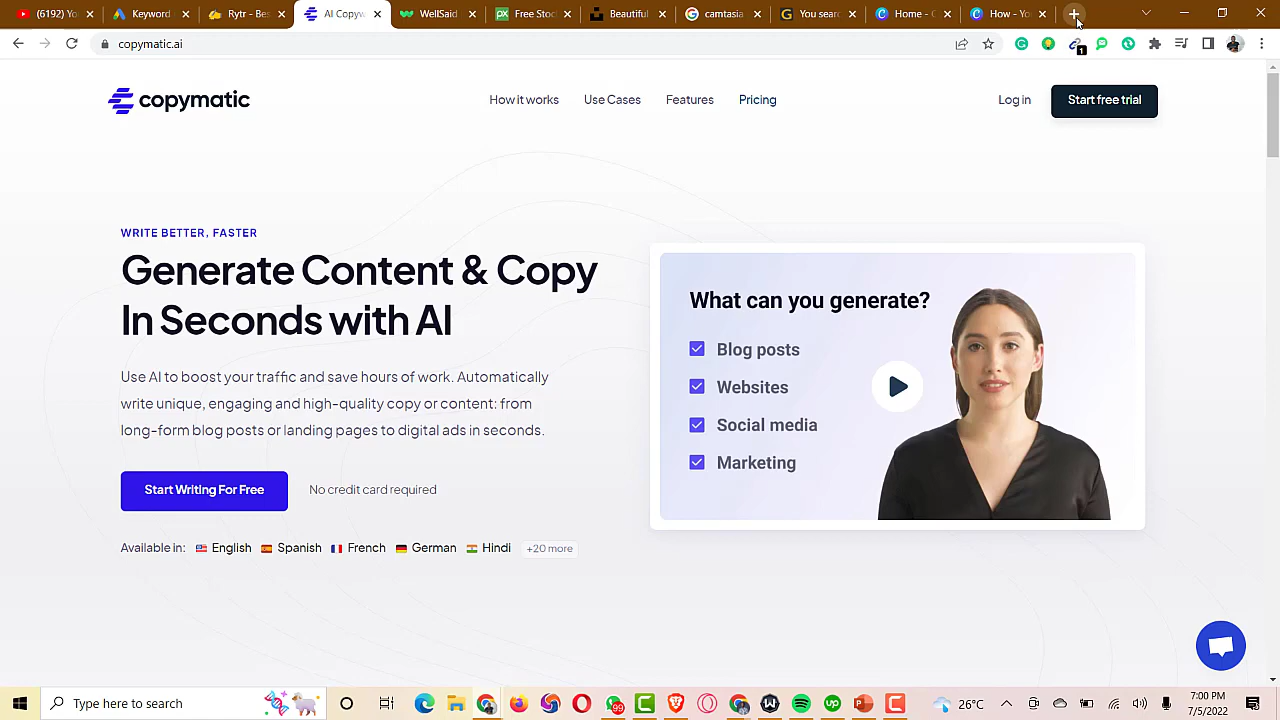 (6192) Yo
Keyword
Rytr - Bes
AI Copyw
WellSaid
Free Stoc
Beautiful
camtasia
You searc
Home - C
How - Yo
copymatic.ai
1
copymatic
How it works
Use Cases
Features
Pricing
Log in
Start free trial
WRITE BETTER, FASTER
Generate Content & Copy
In Seconds with AI
Use AI to boost your traffic and save hours of work. Automatically
write unique, engaging and high-quality copy or content: from
long-form blog posts or landing pages to digital ads in seconds.
Start Writing For Free
No credit card required
Available in:
English
Spanish
French
German
Hindi
+20 more
What can you generate?
Blog posts
Websites
Social media
Marketing
Type here to search
99
26°C
7:00 PM
7/5/2022